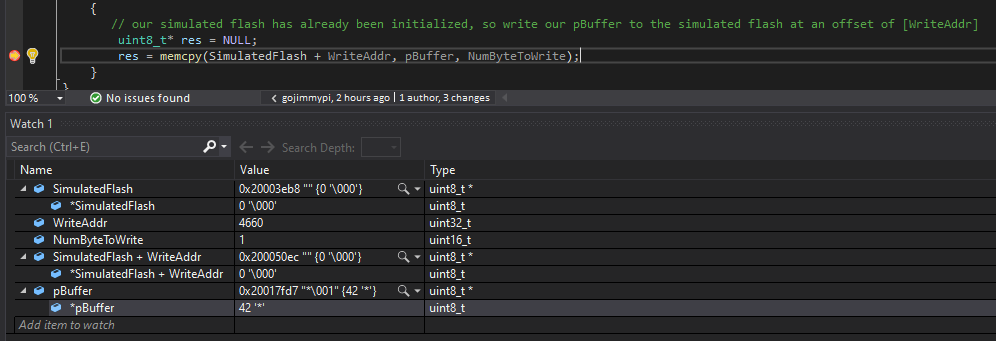 {
// our simulated flash has already been initialized, so write our pBuffer to the simulated flash at an offset of [WriteAddr]
uint8_t* res = NULL;
res = memcpy(SimulatedFlash + WriteAddr, pBuffer, NumByteToWrite);
}
}
100 % No issues found gojimmypi, 2 hours ago | 1 author, 3 changes
Watch 1
Search (Ctrl+E) Search Depth:
Name Value Type
SimulatedFlash 0x20003eb8 "" {0 '\000'} uint8_t *
*SimulatedFlash 0 '\000' uint8_t
WriteAddr 4660 uint32_t
NumByteToWrite 1 uint16_t
SimulatedFlash + WriteAddr 0x200050ec "" {0 '\000'} uint8_t *
*SimulatedFlash + WriteAddr 0 '\000' uint8_t
pBuffer 0x20017fd7 "*\001" {42 '*'} uint8_t *
*pBuffer 42 '*' uint8_t
Add item to watch